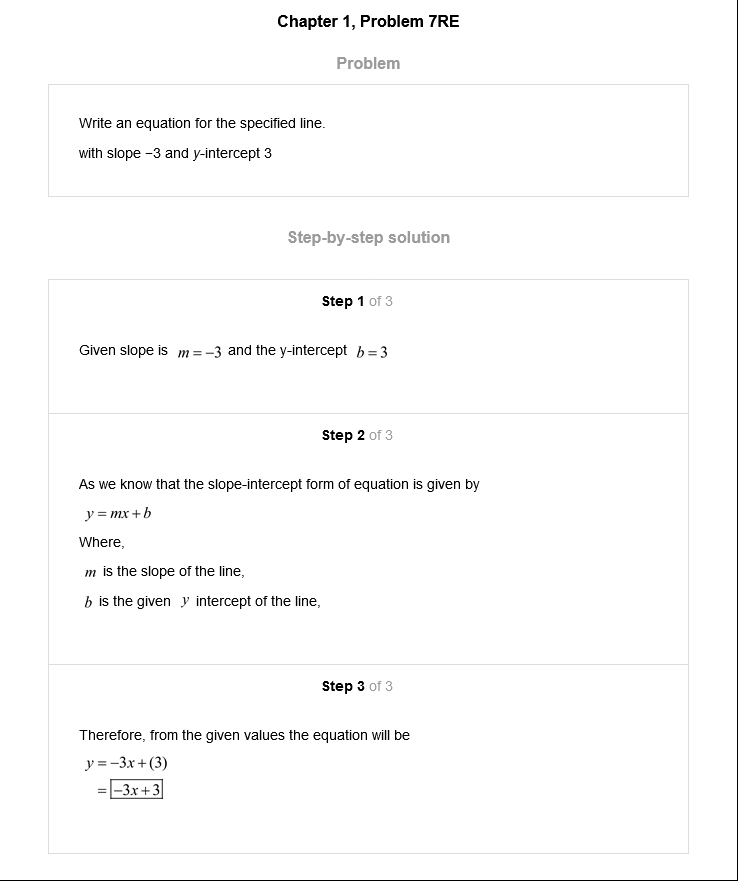 Chapter 1, Problem 7RE
Problem
Write an equation for the specified line.
with slope −3 and y-intercept 3
Step-by-step solution
Step 1 of 3
Given slope is m = −3 and the y-intercept b = 3
Step 2 of 3
As we know that the slope-intercept form of equation is given by
y = mx + b
Where,
m is the slope of the line,
b is the given y intercept of the line,
Step 3 of 3
Therefore, from the given values the equation will be
y = −3x + (3)
= −3x + 3